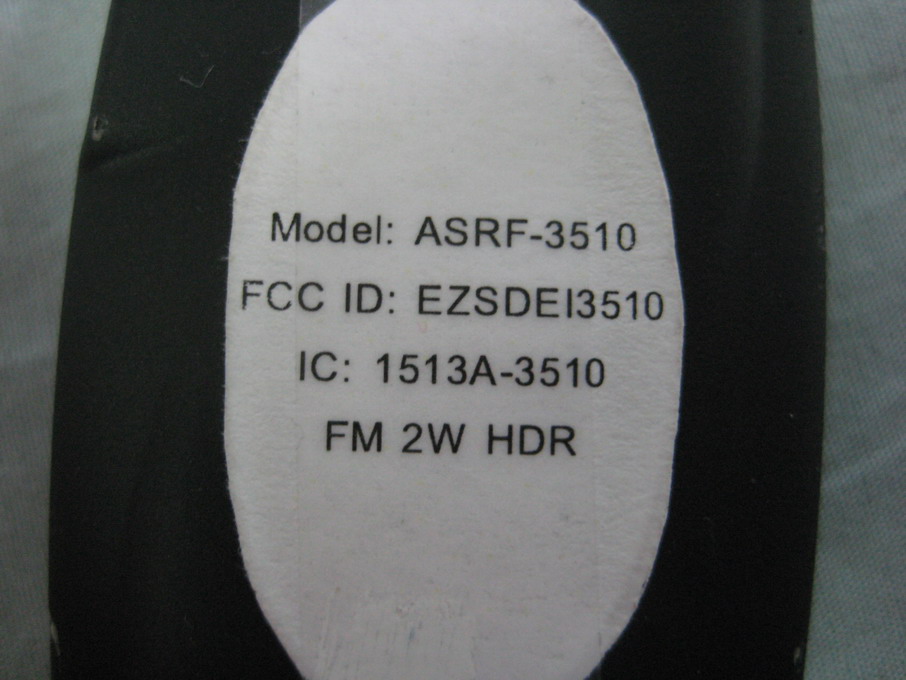 Model: ASRF-3510
FCC ID: EZSDEI3510
IC: 1513A-3510
FM 2W HDR